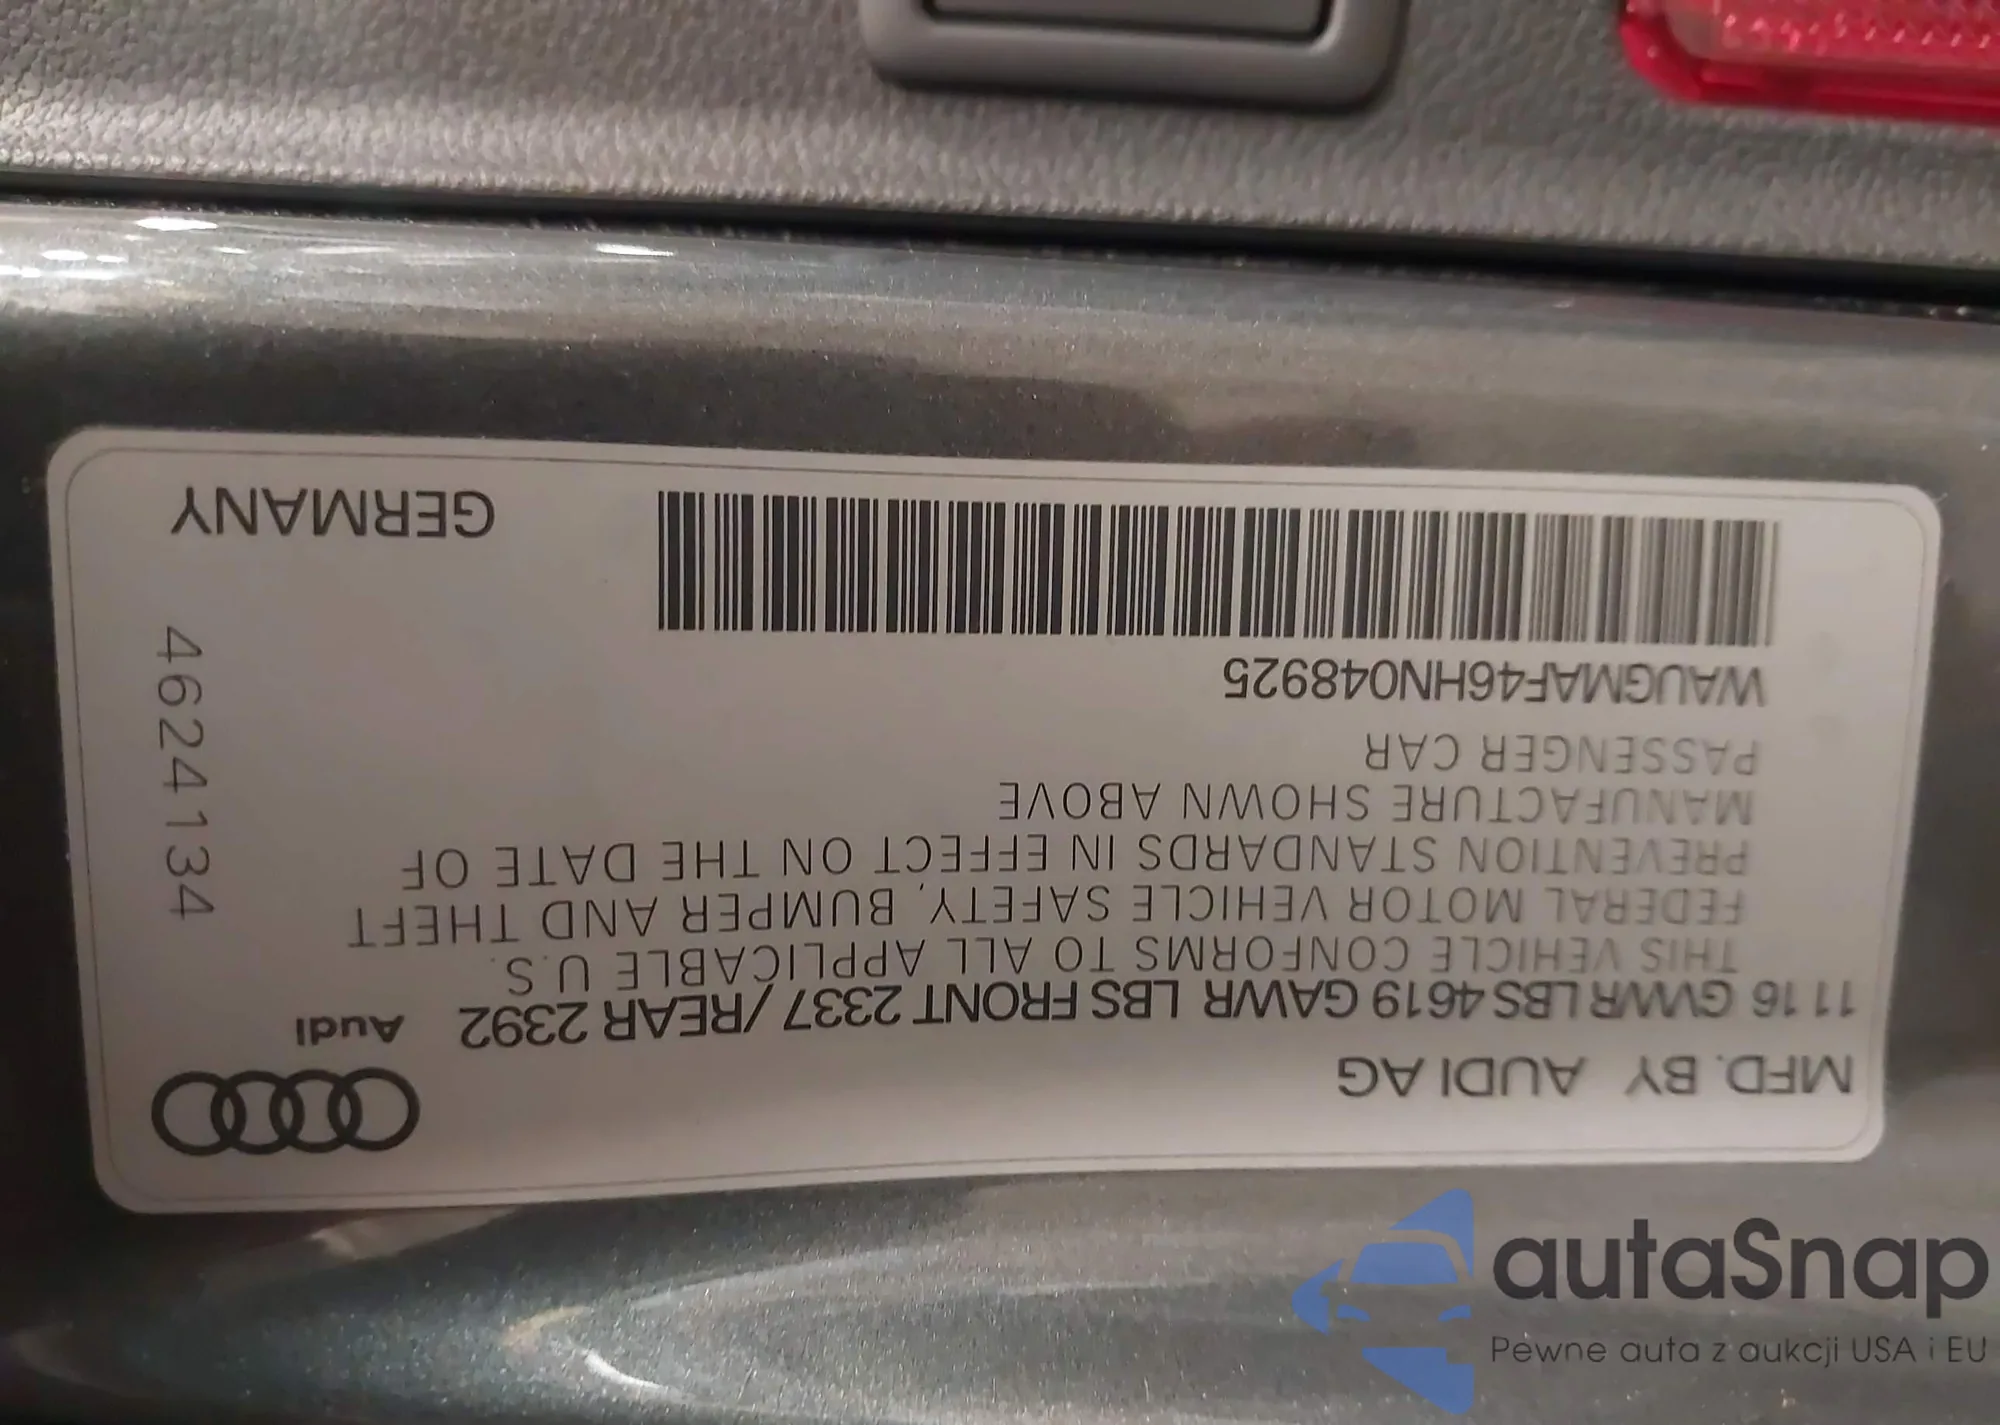 MFD. BY AUDI AG
Audi
11 16 GVWR LBS 4619 GAWR LBS FRONT 2337 /REAR 2392
THIS VEHICLE CONFORMS TO ALL APPLICABLE U.S.
FEDERAL MOTOR VEHICLE SAFETY, BUMPER AND THEFT
PREVENTION STANDARDS IN EFFECT ON THE DATE OF
MANUFACTURE SHOWN ABOVE
PASSENGER CAR
WAUGMAF46HN048925
4624134
GERMANY
autaSnap
Pewne auta z aukcji USA i EU